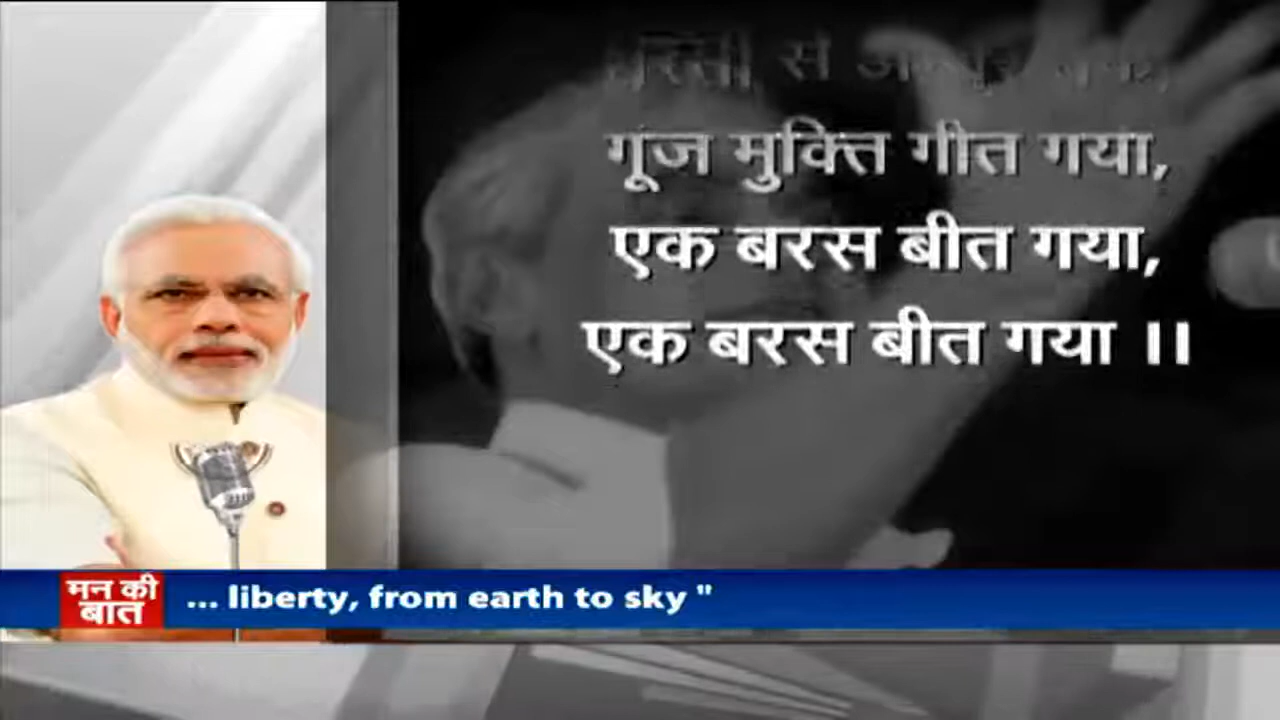 से
गूंज मुक्ति गीत गया,
एक बरस बीत गया,
एक बरस बीत गया ।।
मन की
बात
... liberty, from earth to sky "